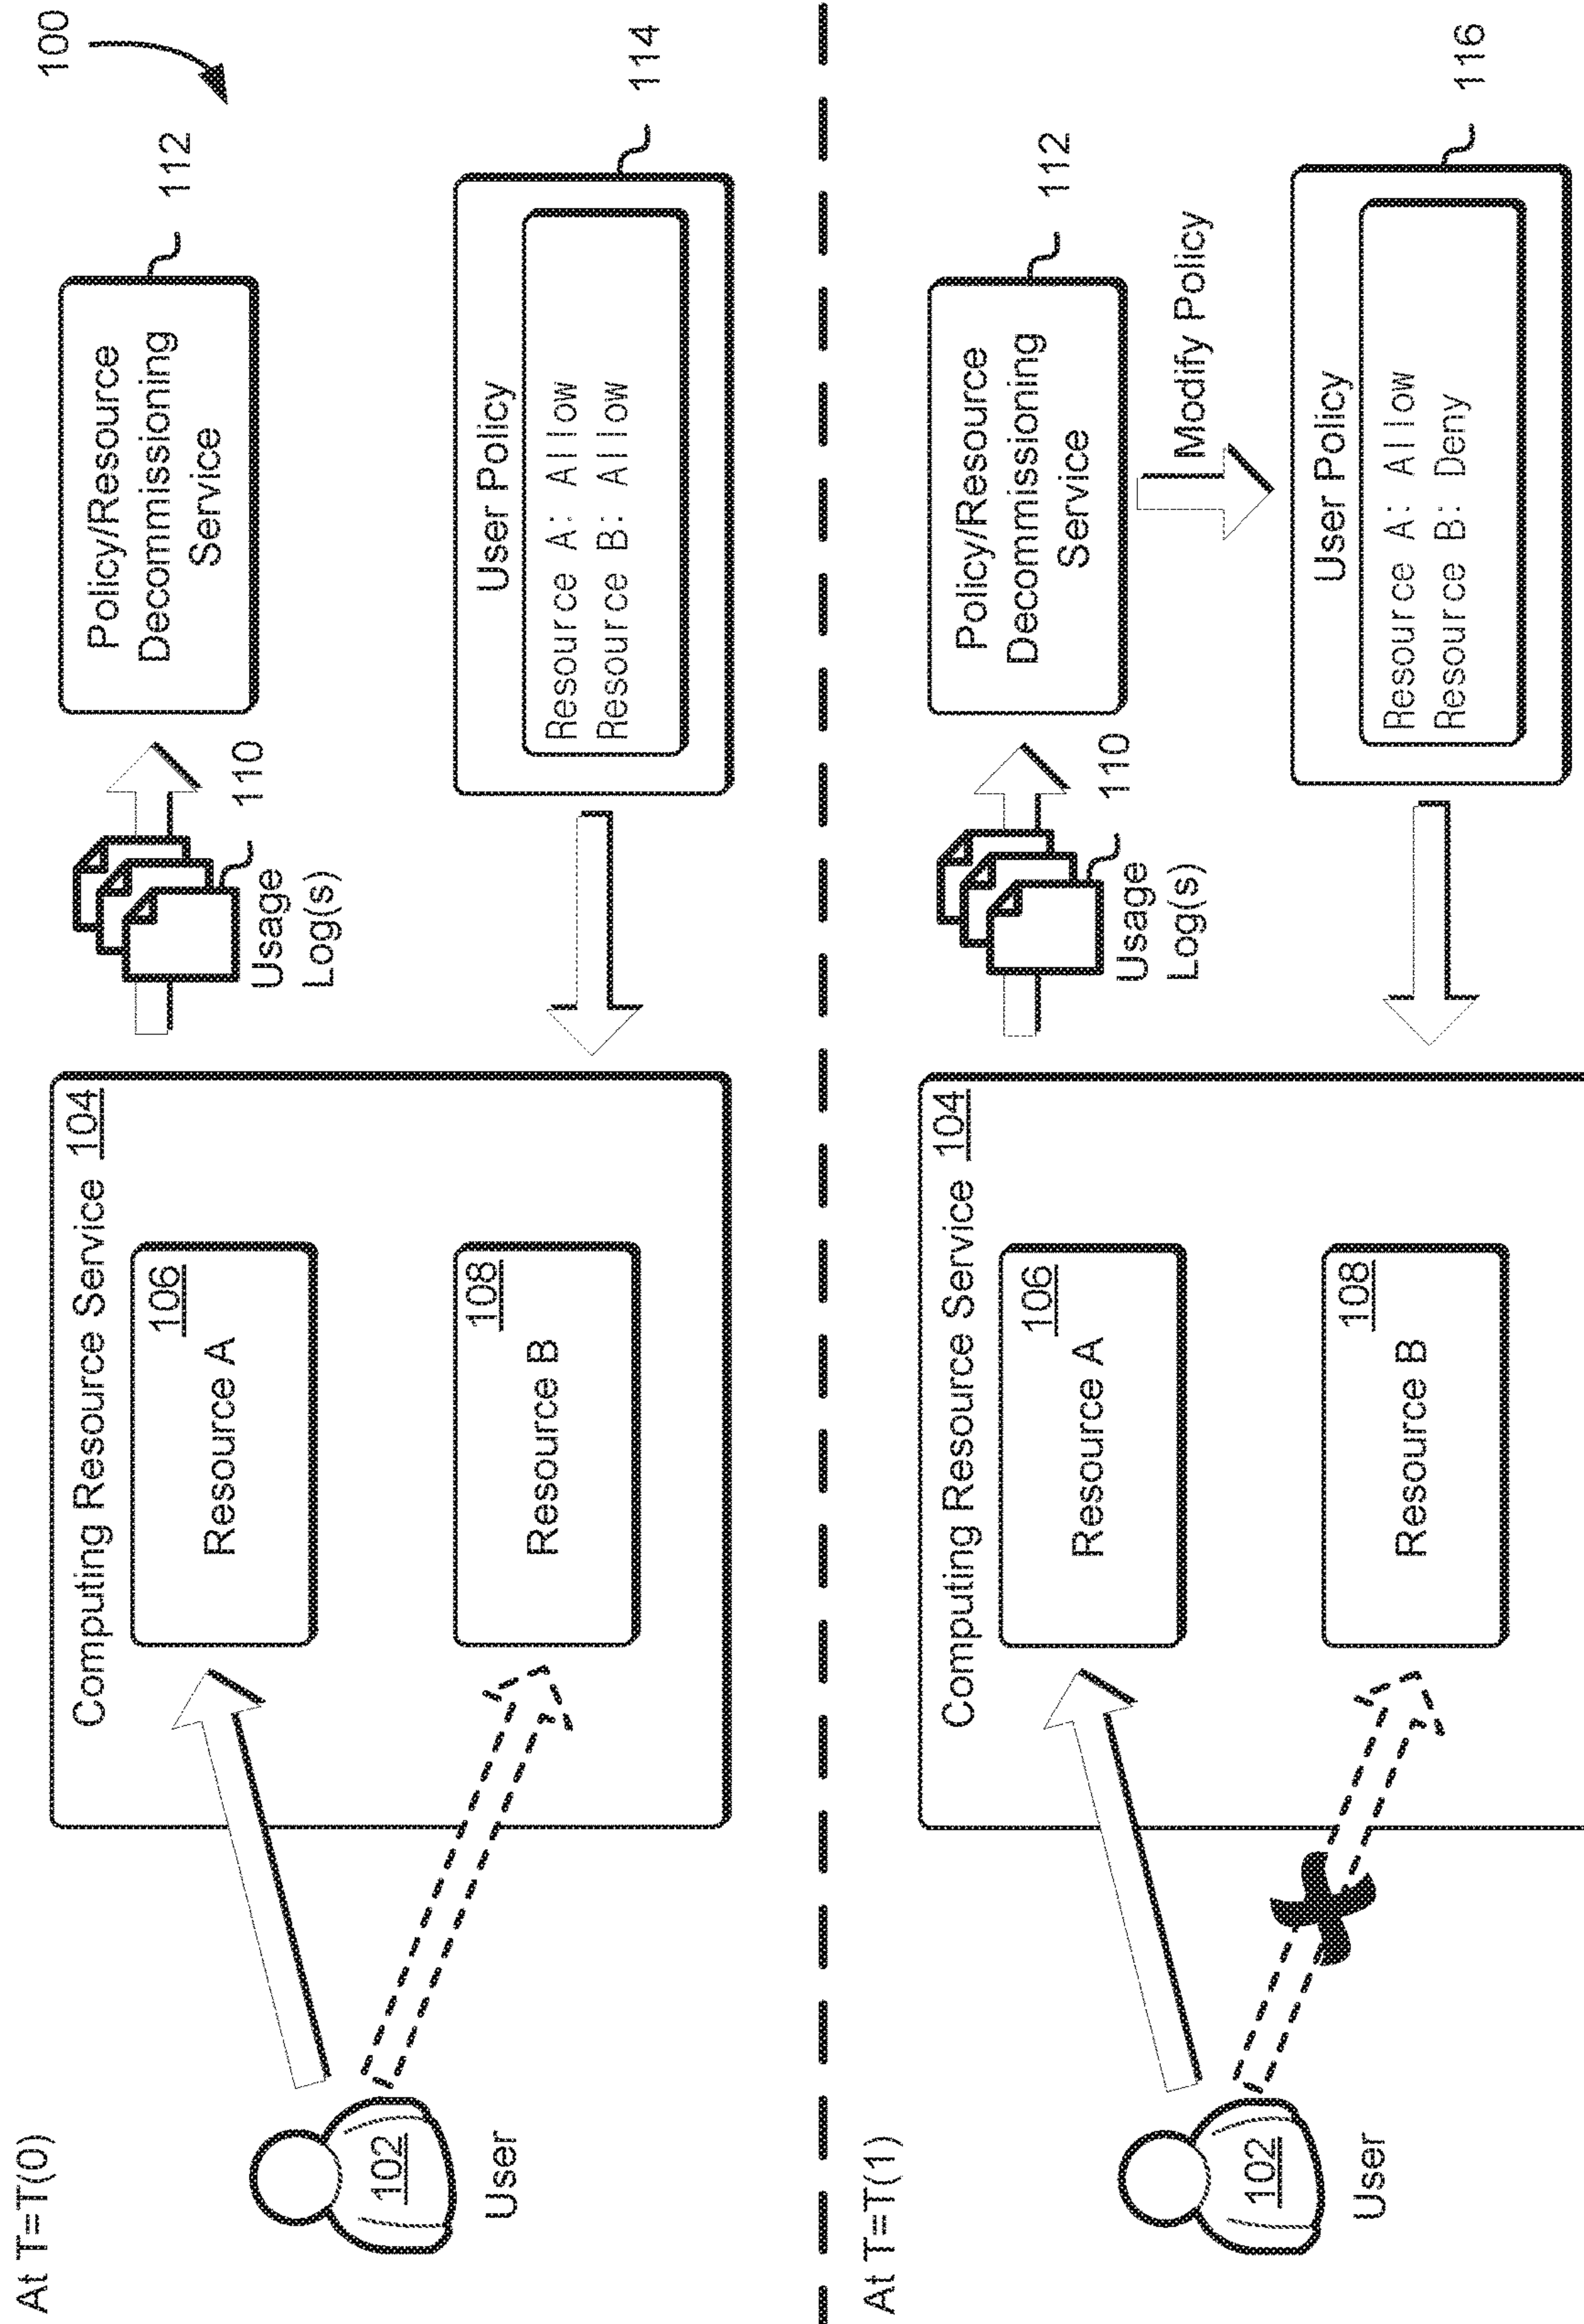 At T=T(0)
100
Computing Resource Service 104
106
Resource A
108
Resource B
102
User
Usage
Log(s)
110
Policy/Resource
Decommissioning
Service
112
User Policy
Resource A: Allow
Resource B: Allow
114
At T=T(1)
Computing Resource Service 104
106
Resource A
108
Resource B
102
User
Usage
Log(s)
110
Policy/Resource
Decommissioning
Service
112
Modify Policy
User Policy
Resource A: Allow
Resource B: Deny
116